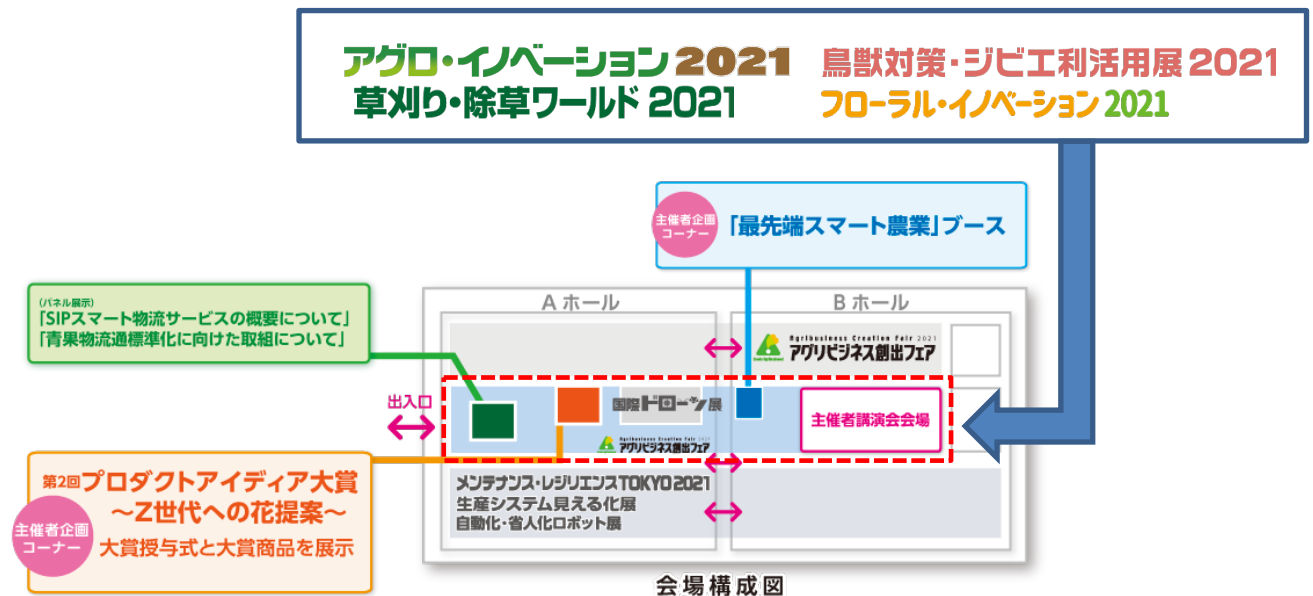 アグロ・イノベーション2021
鳥獣対策・ジビエ利活用展2021
草刈り・除草ワールド2021
フローラル・イノベーション2021
主催者企画
コーナー
「最先端スマート農業」ブース
(パネル展示)
「SIPスマート物流サービスの概要について」
「青果物流通標準化に向けた取組について」
Aホール
Bホール
Agribusiness Creation Fair 2021
アグリビジネス創出フェア
出入口
国際ドローン展
主催者講演会会場
Agribusiness Creation Fair 2021
アグリビジネス創出フェア
第2回プロダクトアイディア大賞
～Z世代への花提案～
主催者企画
コーナー
大賞授与式と大賞商品を展示
メンテナンス・レジリエンスTOKYO2021
生産システム見える化展
自動化・省人化ロボット展
会場構成図